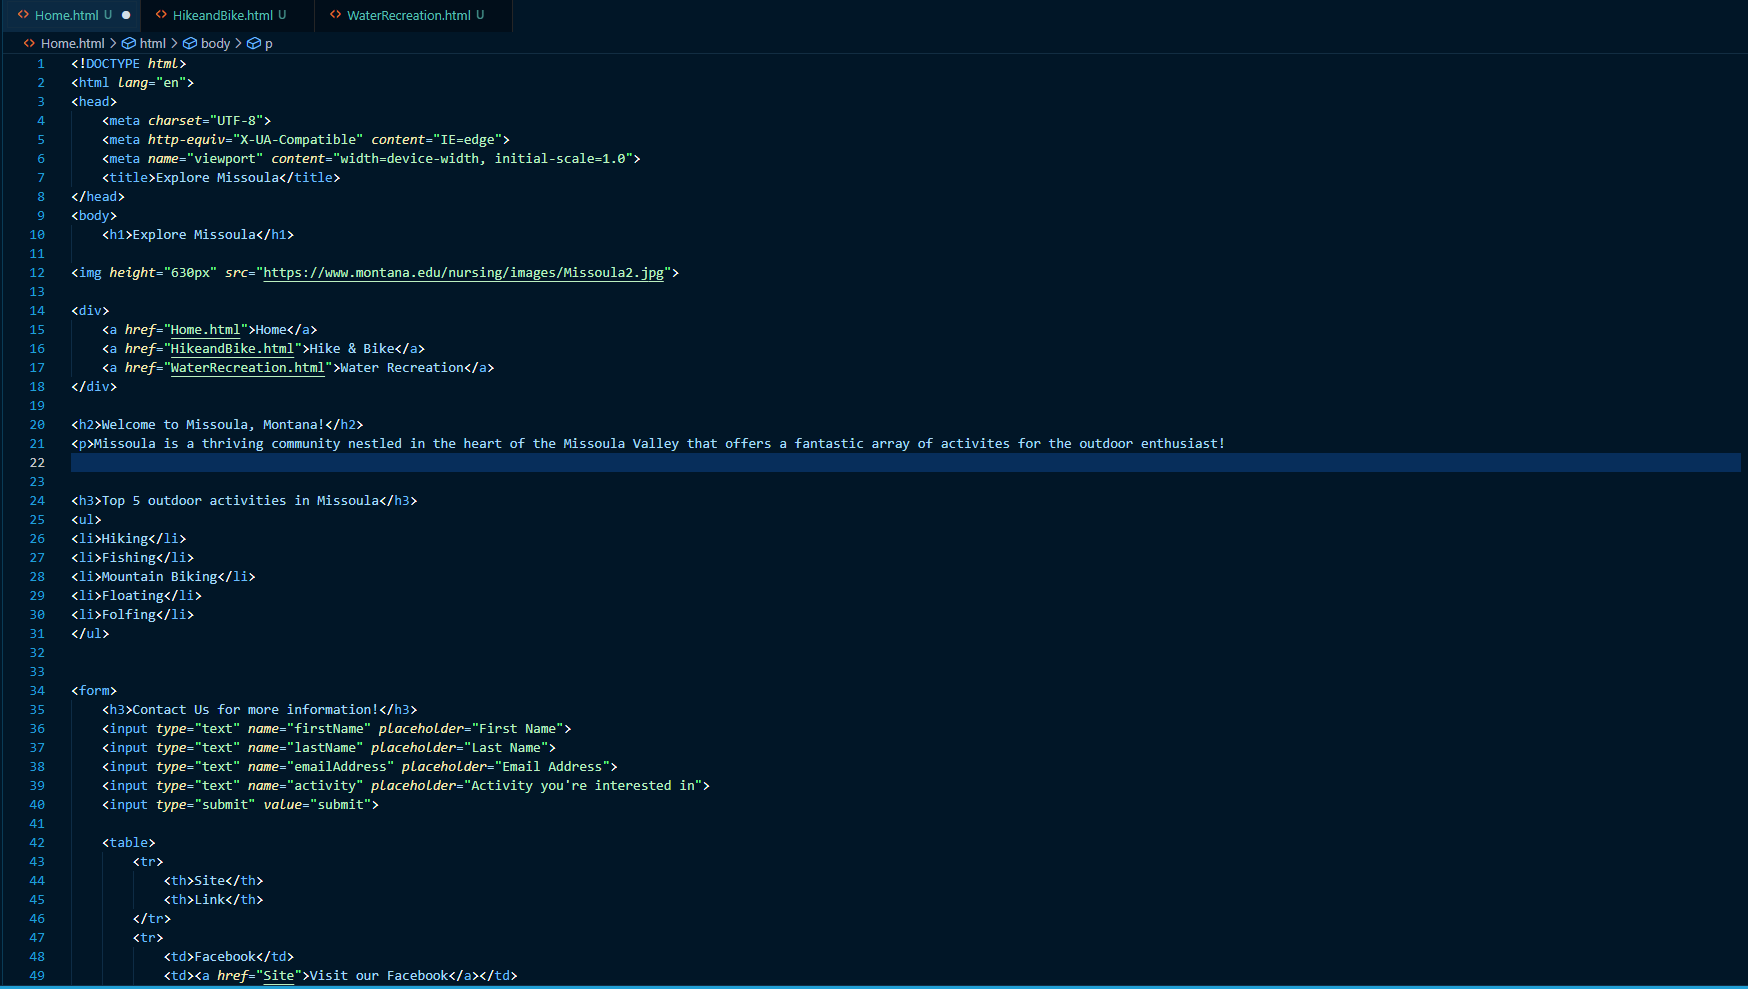 Home.html U ● HikeandBike.html U WaterRecreation.html U
Home.html > html > body > p
1 <!DOCTYPE html>
2 <html lang="en">
3 <head>
4 <meta charset="UTF-8">
5 <meta http-equiv="X-UA-Compatible" content="IE=edge">
6 <meta name="viewport" content="width=device-width, initial-scale=1.0">
7 <title>Explore Missoula</title>
8 </head>
9 <body>
10 <h1>Explore Missoula</h1>
11
12 <img height="630px" src="https://www.montana.edu/nursing/images/Missoula2.jpg">
13
14 <div>
15 <a href="Home.html">Home</a>
16 <a href="HikeandBike.html">Hike & Bike</a>
17 <a href="WaterRecreation.html">Water Recreation</a>
18 </div>
19
20 <h2>Welcome to Missoula, Montana!</h2>
21 <p>Missoula is a thriving community nestled in the heart of the Missoula Valley that offers a fantastic array of activites for the outdoor enthusiast!
22
23
24 <h3>Top 5 outdoor activities in Missoula</h3>
25 <ul>
26 <li>Hiking</li>
27 <li>Fishing</li>
28 <li>Mountain Biking</li>
29 <li>Floating</li>
30 <li>Folfing</li>
31 </ul>
32
33
34 <form>
35 <h3>Contact Us for more information!</h3>
36 <input type="text" name="firstName" placeholder="First Name">
37 <input type="text" name="lastName" placeholder="Last Name">
38 <input type="text" name="emailAddress" placeholder="Email Address">
39 <input type="text" name="activity" placeholder="Activity you're interested in">
40 <input type="submit" value="submit">
41
42 <table>
43 <tr>
44 <th>Site</th>
45 <th>Link</th>
46 </tr>
47 <tr>
48 <td>Facebook</td>
49 <td><a href="Site">Visit our Facebook</a></td>